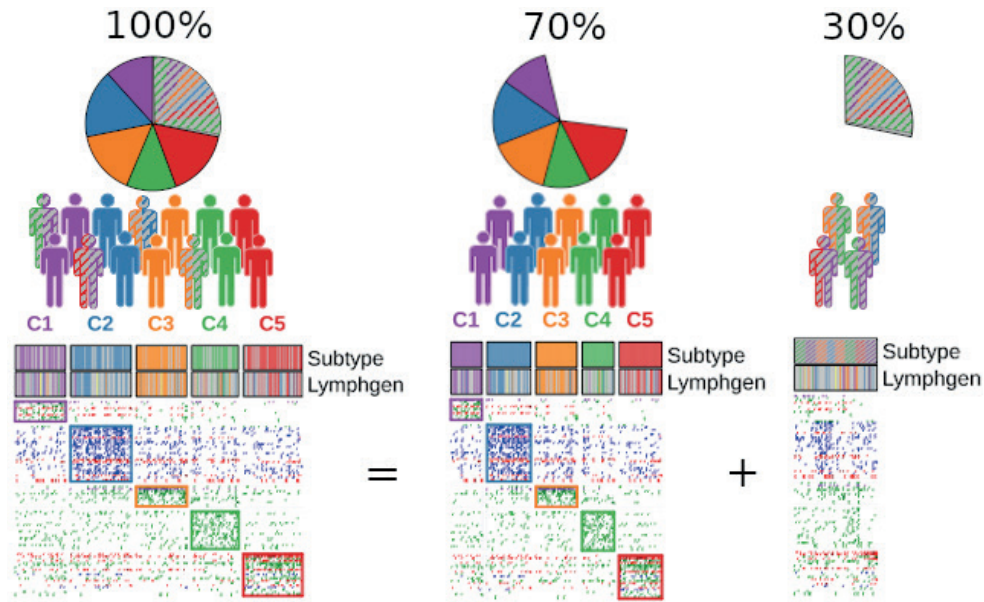 100%
70%
30%
C1 C2 C3 C4 C5
C1 C2 C3 C4 C5
Subtype
Lymphgen
Subtype
Lymphgen
Subtype
Lymphgen
=
+